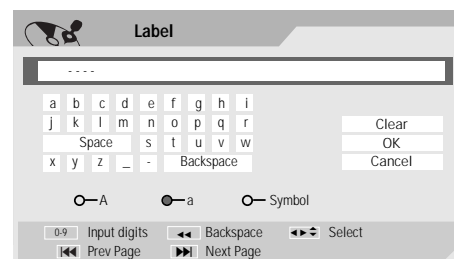 Label
- - - -
a b c d e f g h i
j k l m n o p q r Clear
Space s t u v w OK
x y z _ - Backspace Cancel
A a Symbol
0-9 Input digits ◀◀ Backspace Select
Prev Page Next Page